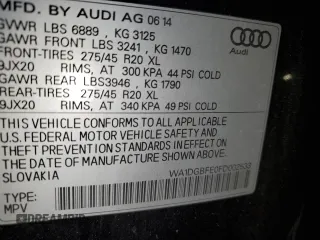 MFD. BY AUDI AG 06 14
GVWR LBS 6889 , KG 3125
GAWR FRONT LBS 3241 , KG 1470
FRONT-TIRES 275/45 R20 XL
9JX20 RIMS, AT 300 KPA 44 PSI COLD
GAWR REAR LBS3946 , KG 1790
REAR-TIRES 275/45 R20 XL
9JX20 RIMS, AT 340 KPA 49 PSI COLD
THIS VEHICLE CONFORMS TO ALL APPLICABLE
U.S.FEDERAL MOTOR VEHICLE SAFETY AND
THEFT PREVENTION STANDARDS IN EFFECT
ON THE DATE OF MANUFACTURE SHOWN ABOVE.
SLOVAKIA
TYPE:
MPV
Audi